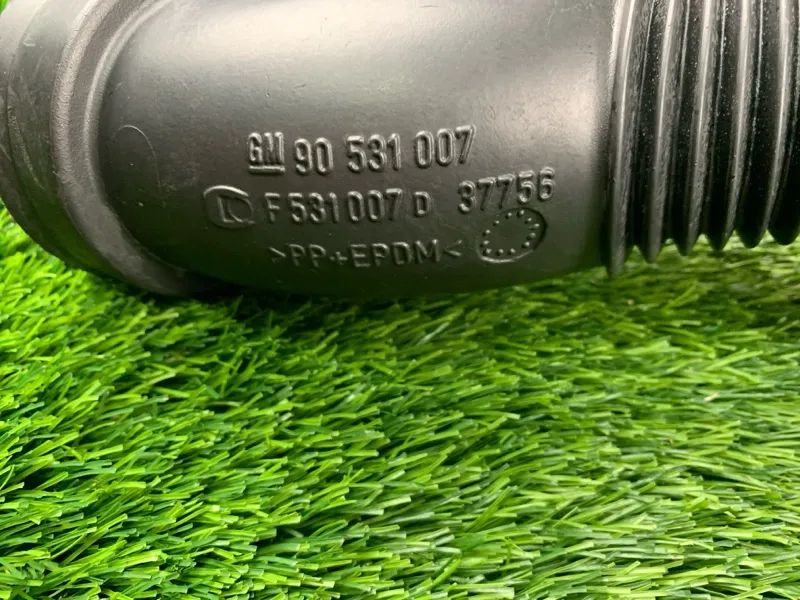 GM 90 531 007
F 531 007 D 37756
>PP+EPDM<